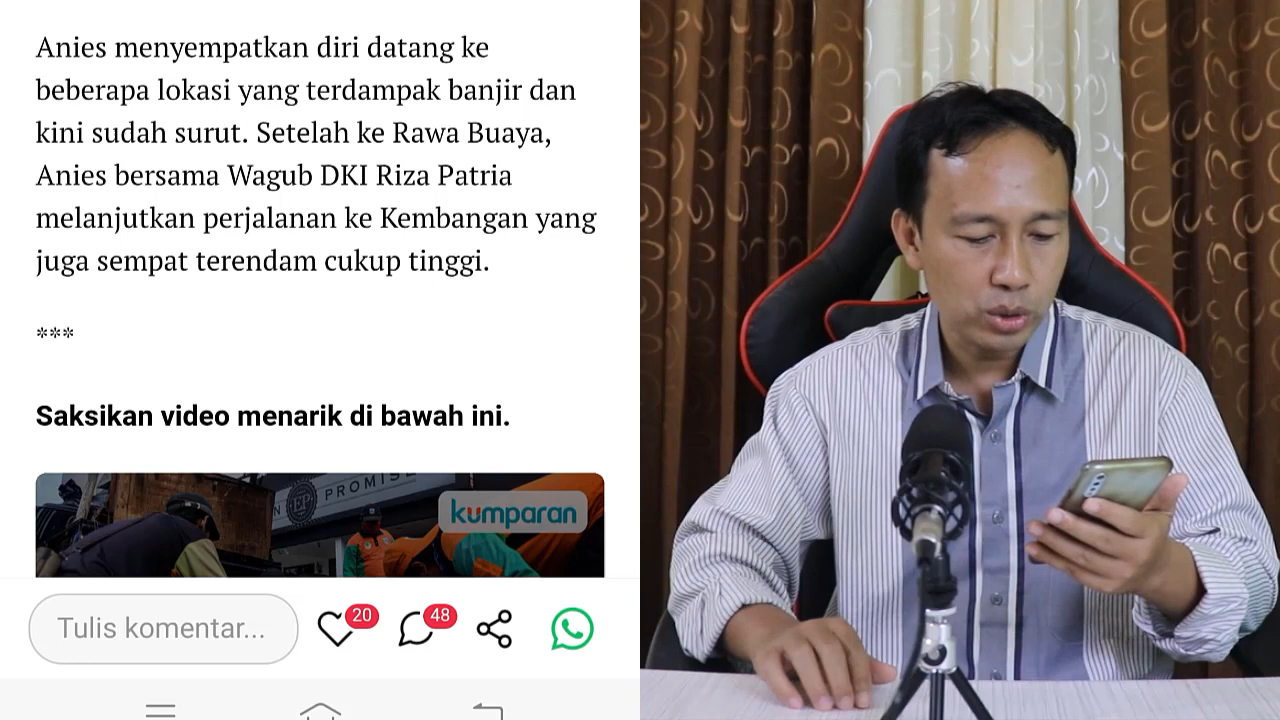 Anies menyempatkan diri datang ke
beberapa lokasi yang terdampak banjir dan
kini sudah surut. Setelah ke Rawa Buaya,
Anies bersama Wagub DKI Riza Patria
melanjutkan perjalanan ke Kembangan yang
juga sempat terendam cukup tinggi.
***
Saksikan video menarik di bawah ini.
PROMISE
EP
kumparan
Tulis komentar...
20
48